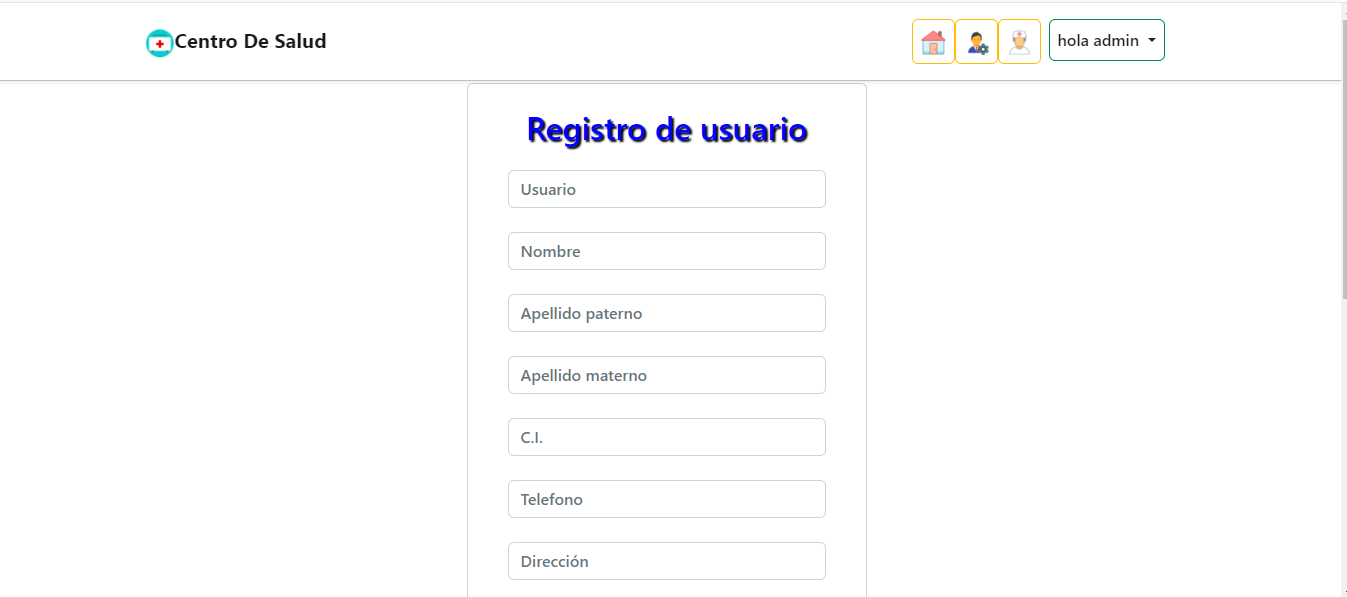 Centro De Salud
hola admin
Registro de usuario
Usuario
Nombre
Apellido paterno
Apellido materno
C.I.
Telefono
Dirección